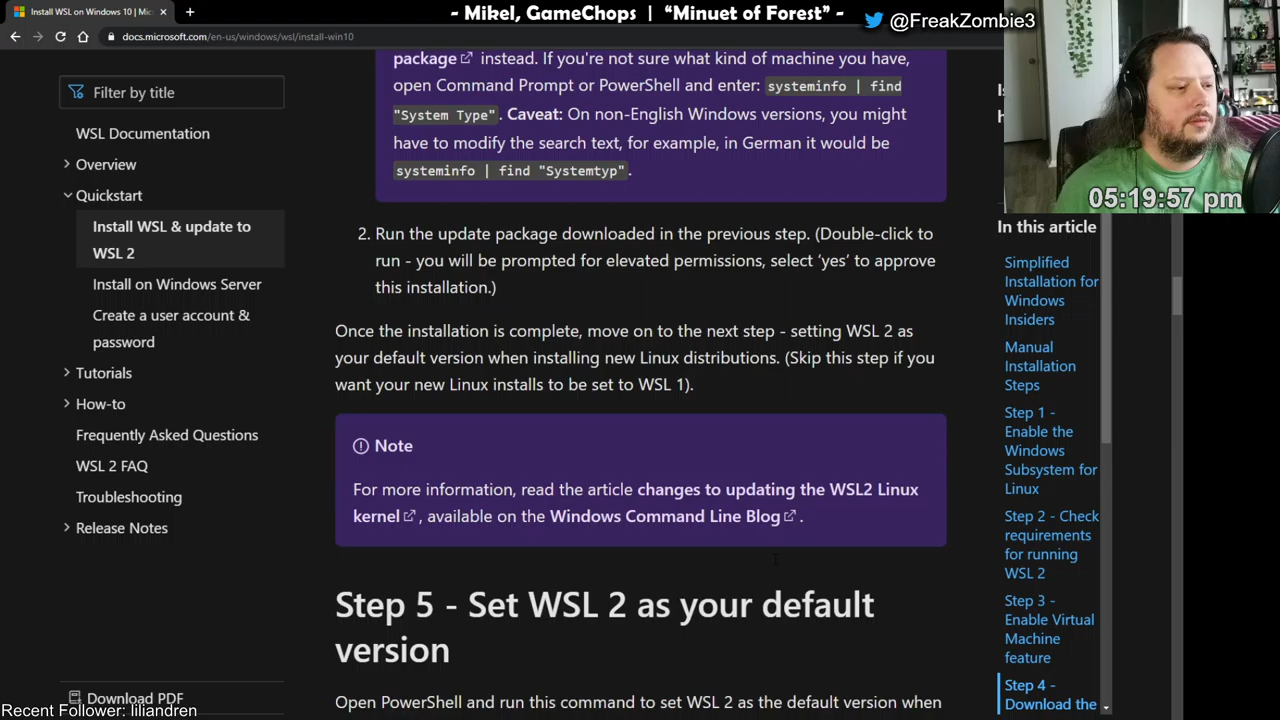 Install WSL on Windows 10 | M
- Mikel, GameChops | "Minuet of Forest" -
@FreakZombie3
docs.microsoft.com/en-us/windows/wsl/install-win10
05:19:57 pm
Filter by title
WSL Documentation
Overview
Quickstart
Install WSL & update to
WSL 2
Install on Windows Server
Create a user account &
password
Tutorials
How-to
Frequently Asked Questions
WSL 2 FAQ
Troubleshooting
Release Notes
Download PDF
Recent Follower: liliandren
package instead. If you're not sure what kind of machine you have,
open Command Prompt or PowerShell and enter: systeminfo | find
"System Type". Caveat: On non-English Windows versions, you might
have to modify the search text, for example, in German it would be
systeminfo | find "Systemtyp".
2. Run the update package downloaded in the previous step. (Double-click to
run - you will be prompted for elevated permissions, select ‘yes’ to approve
this installation.)
Once the installation is complete, move on to the next step - setting WSL 2 as
your default version when installing new Linux distributions. (Skip this step if you
want your new Linux installs to be set to WSL 1).
Note
For more information, read the article changes to updating the WSL2 Linux
kernel, available on the Windows Command Line Blog.
Step 5 - Set WSL 2 as your default
version
Open PowerShell and run this command to set WSL 2 as the default version when
In this article
Simplified
Installation for
Windows
Insiders
Manual
Installation
Steps
Step 1 -
Enable the
Windows
Subsystem for
Linux
Step 2 - Check
requirements
for running
WSL 2
Step 3 -
Enable Virtual
Machine
feature
Step 4 -
Download the